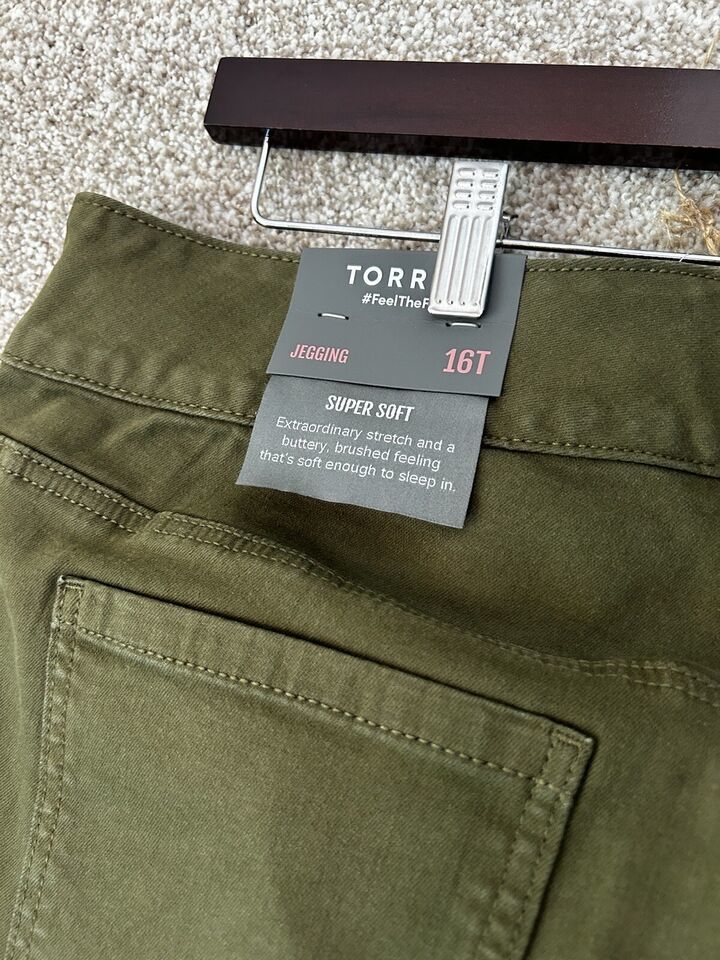 TORR
#FeelTheF
JEGGING 16T
SUPER SOFT
Extraordinary stretch and a
buttery, brushed feeling
that's soft enough to sleep in.